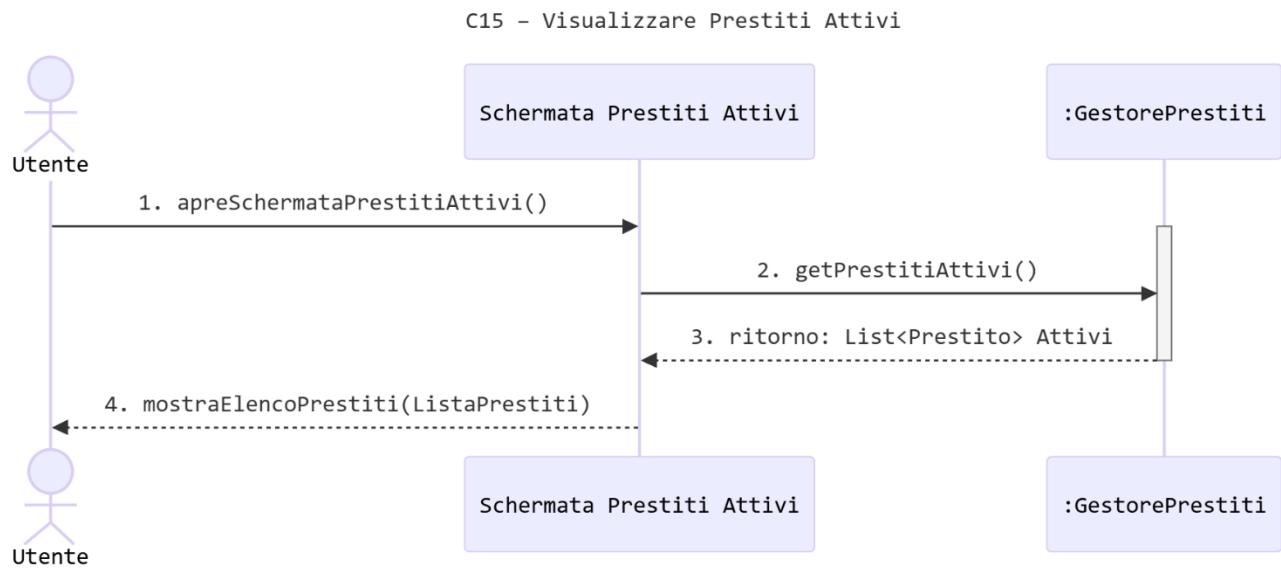 C15 – Visualizzare Prestiti Attivi
Utente
Schermata Prestiti Attivi
:GestorePrestiti
1. apreSchermataPrestitiAttivi()
2. getPrestitiAttivi()
3. ritorno: List<Prestito> Attivi
4. mostraElencoPrestiti(ListaPrestiti)
Utente
Schermata Prestiti Attivi
:GestorePrestiti